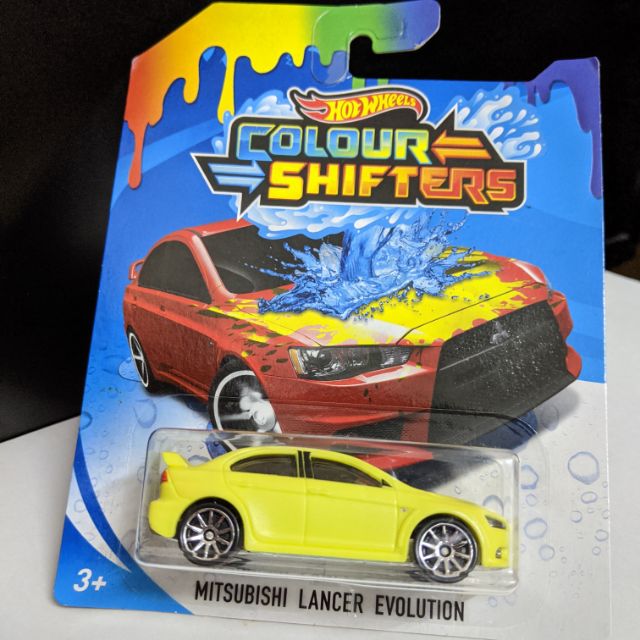 HOT WHEELS
COLOUR
SHIFTERS
3+
MITSUBISHI LANCER EVOLUTION